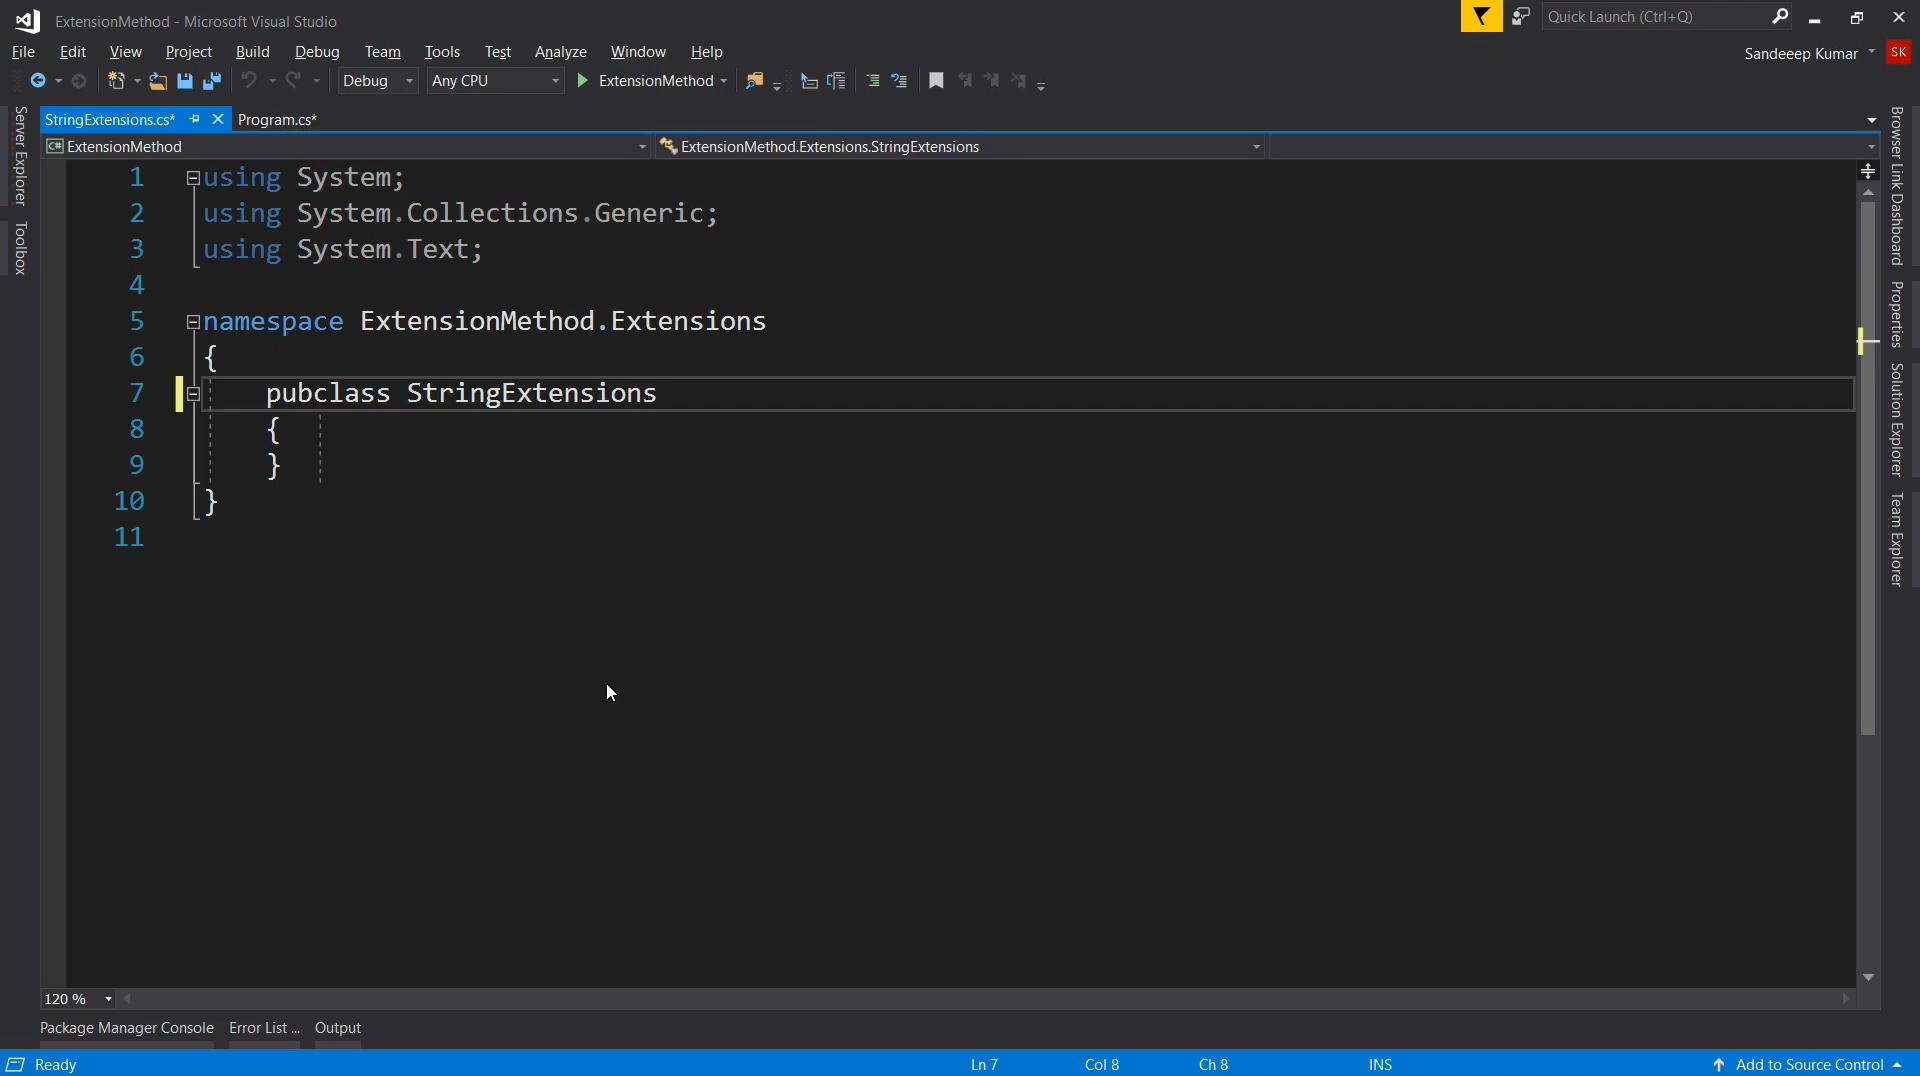 ExtensionMethod - Microsoft Visual Studio
Quick Launch (Ctrl+Q)
File Edit View Project Build Debug Team Tools Test Analyze Window Help
Sandeeep Kumar SK
Debug Any CPU ExtensionMethod
StringExtensions.cs* Program.cs*
C# ExtensionMethod ExtensionMethod.Extensions.StringExtensions
Server Explorer
Toolbox
1 using System;
2 using System.Collections.Generic;
3 using System.Text;
4
5 namespace ExtensionMethod.Extensions
6 {
7 pubclass StringExtensions
8 {
9 }
10 }
11
Browser Link Dashboard
Properties
Solution Explorer
Team Explorer
120 %
Package Manager Console Error List ... Output
Ready Ln 7 Col 8 Ch 8 INS Add to Source Control